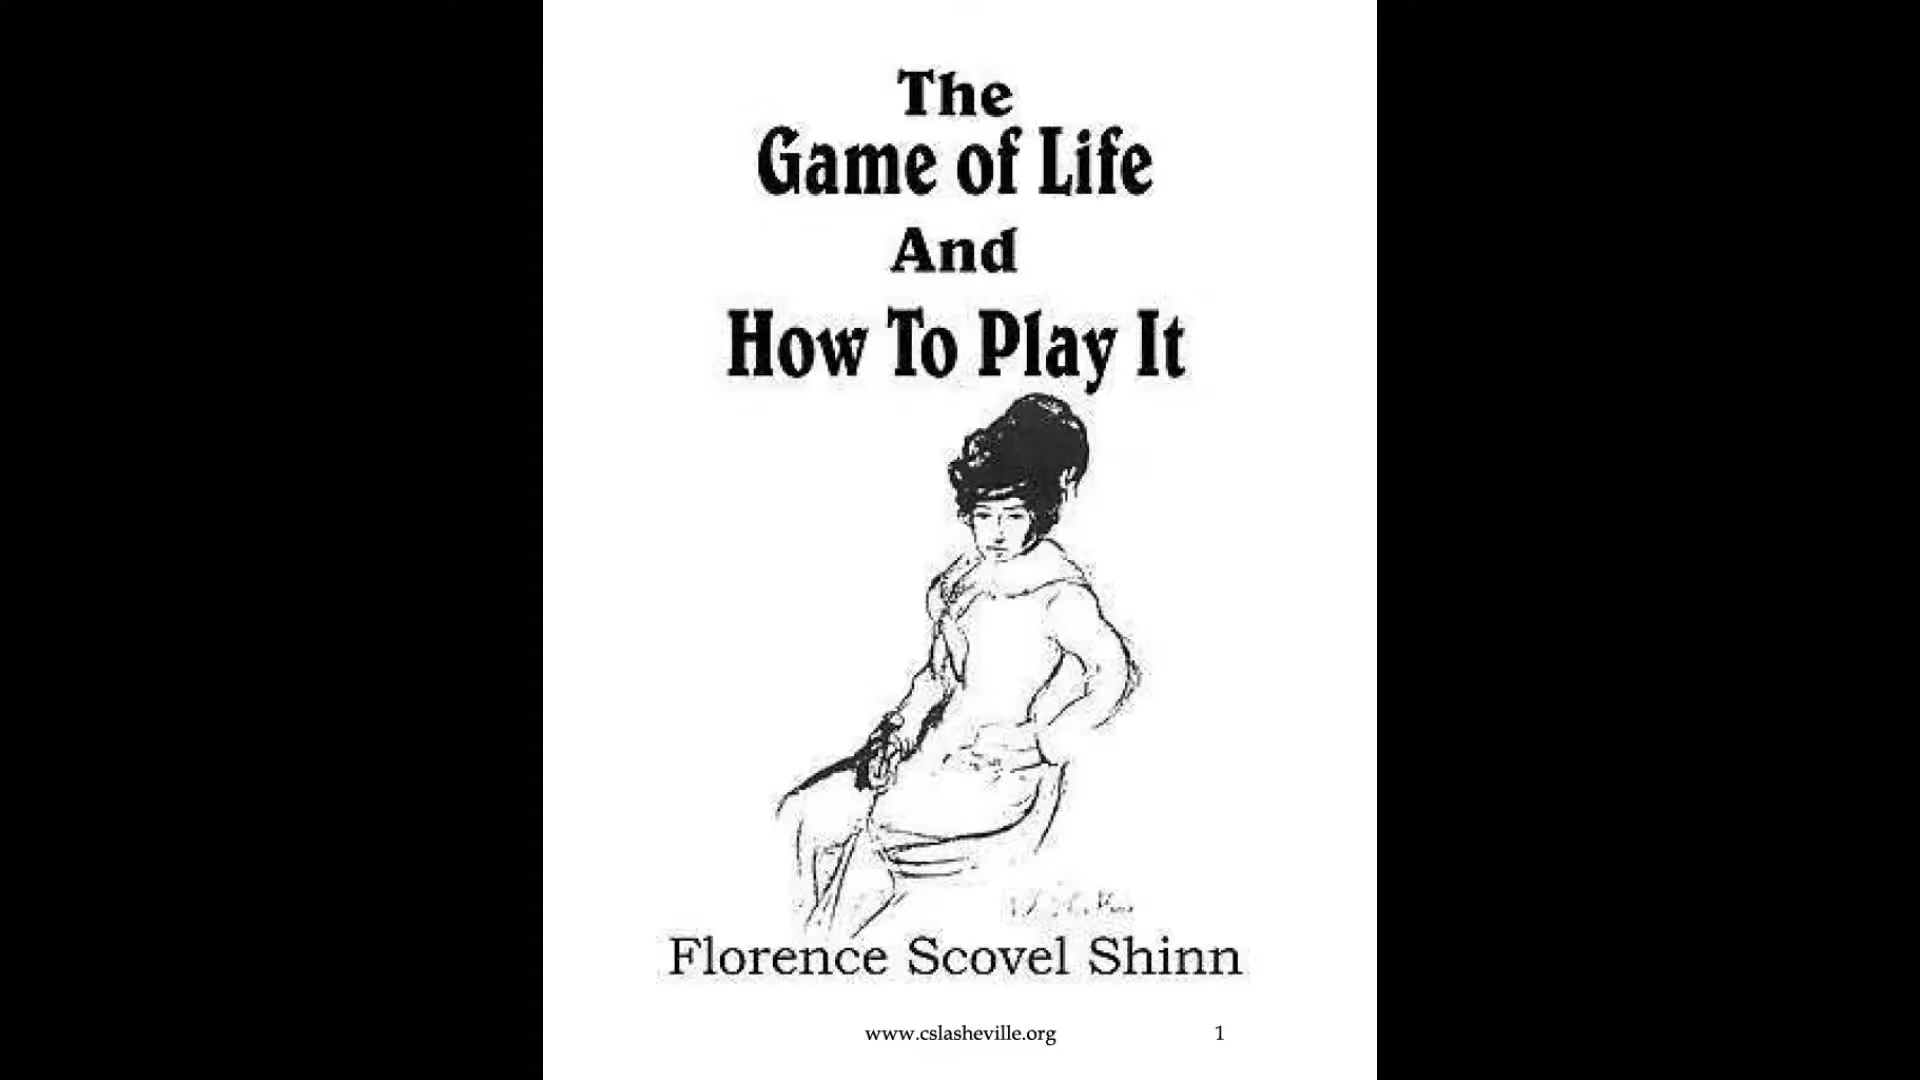 The
Game of Life
And
How To Play It
Florence Scovel Shinn
www.cslasheville.org 1